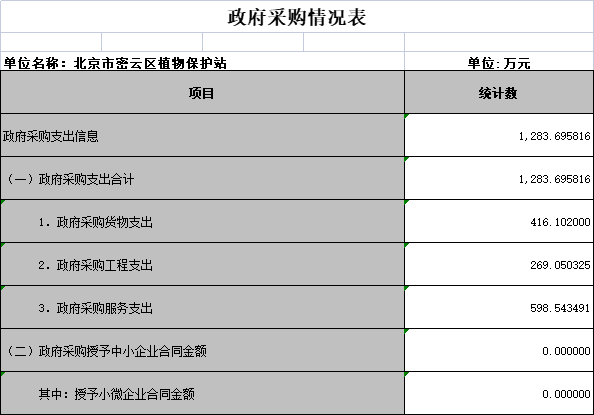 政府采购情况表
单位名称：北京市密云区植物保护站 单位:万元
项目 统计数
政府采购支出信息 1,283.695816
（一）政府采购支出合计 1,283.695816
1．政府采购货物支出 416.102000
2．政府采购工程支出 269.050325
3．政府采购服务支出 598.543491
（二）政府采购授予中小企业合同金额 0.000000
其中：授予小微企业合同金额 0.000000